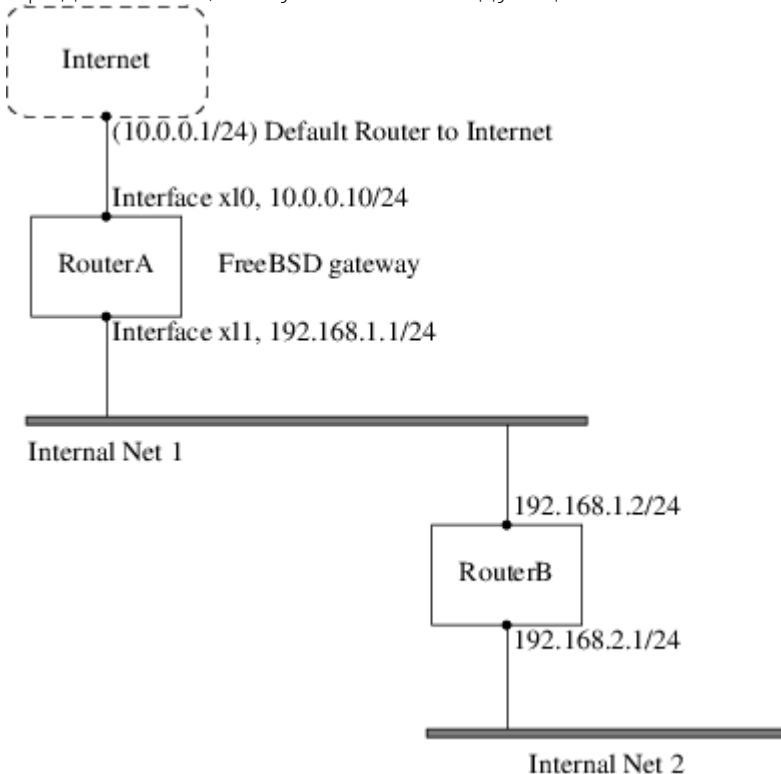 Internet
(10.0.0.1/24) Default Router to Internet
Interface xl0, 10.0.0.10/24
RouterA
FreeBSD gateway
Interface xl1, 192.168.1.1/24
Internal Net 1
192.168.1.2/24
RouterB
192.168.2.1/24
Internal Net 2